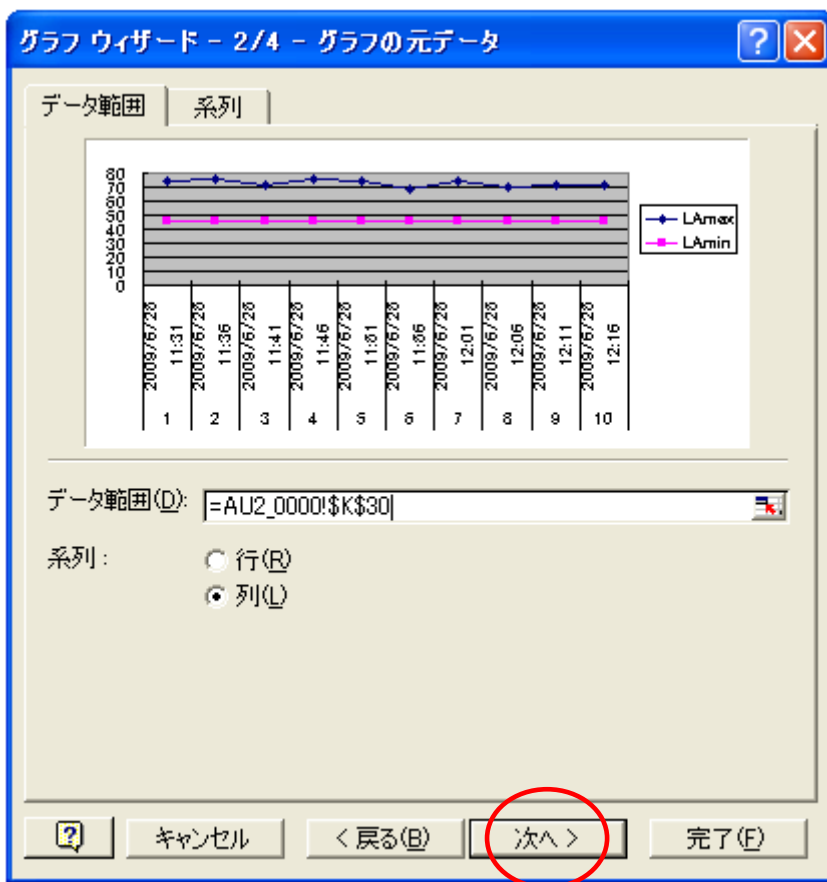 グラフ ウィザード - 2/4 - グラフの元データ
データ範囲
系列
80
70
60
50
40
30
20
10
0
LAmax
LAmin
2009/6/28 2009/6/28 2009/6/28 2009/6/28 2009/6/28 2009/6/28 2009/6/28 2009/6/28 2009/6/28 2009/6/28
11:31 11:36 11:41 11:46 11:51 11:56 12:01 12:06 12:11 12:16
1 2 3 4 5 6 7 8 9 10
データ範囲(D):
=AU2_0000!$K$30
系列:
行(R)
列(L)
キャンセル
< 戻る(B)
次へ >
完了(F)